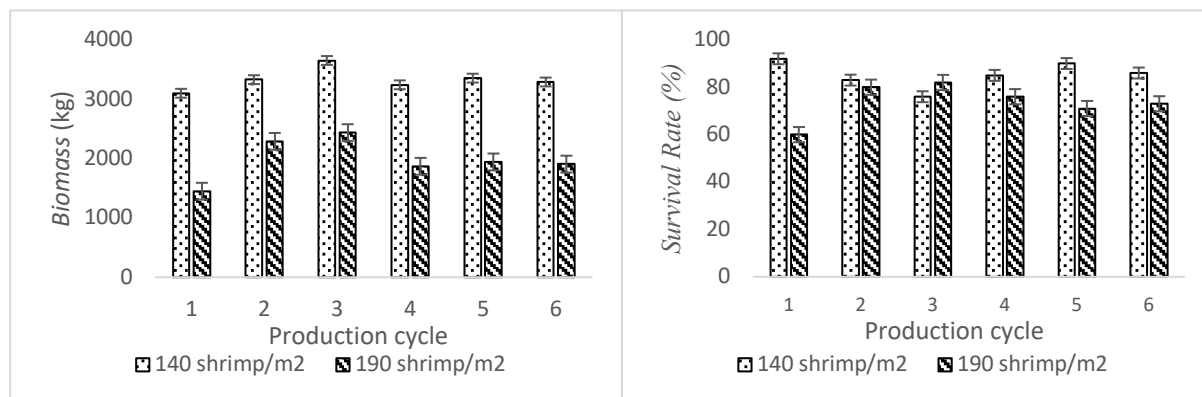 Biomass (kg)
4000
3000
2000
1000
0
1 2 3 4 5 6
Production cycle
140 shrimp/m2 190 shrimp/m2
Survival Rate (%)
100
80
60
40
20
0
1 2 3 4 5 6
Production cycle
140 shrimp/m2 190 shrimp/m2